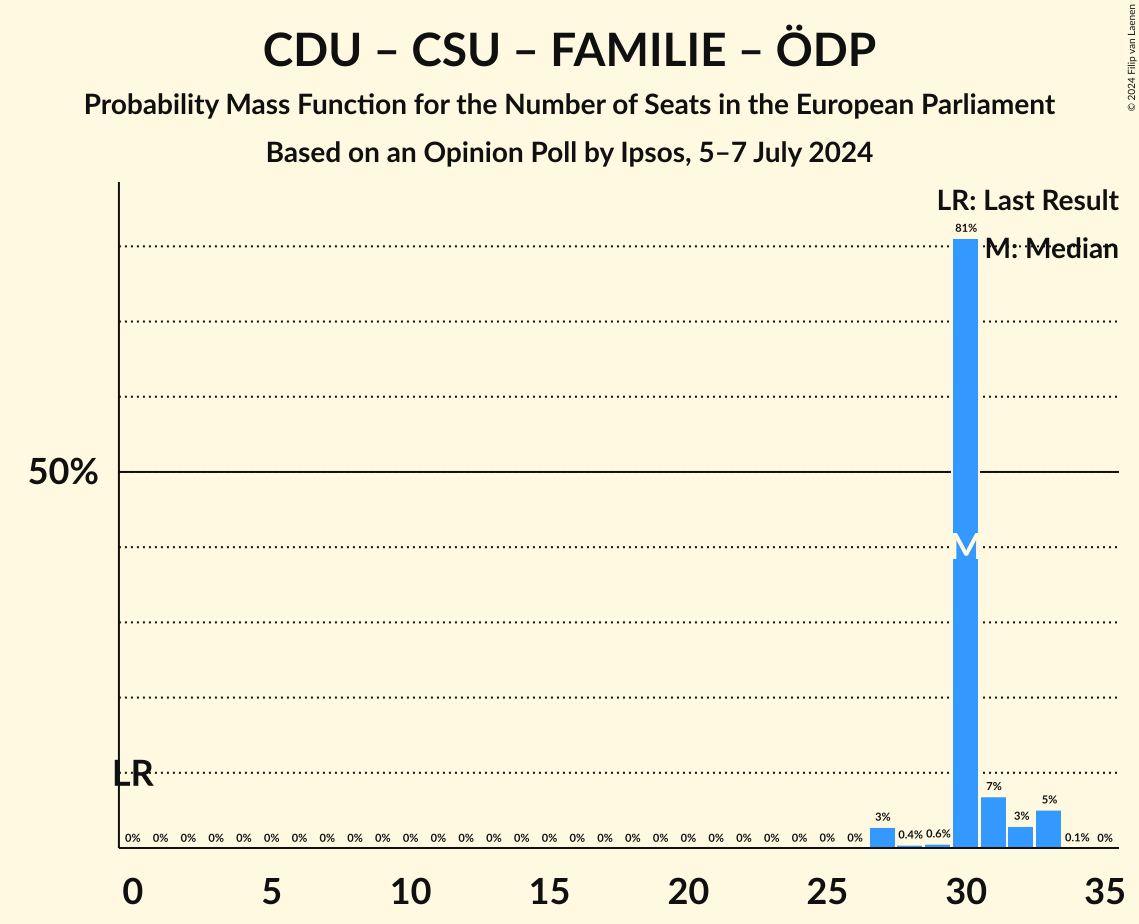 CDU – CSU – FAMILIE – ÖDP
Probability Mass Function for the Number of Seats in the European Parliament
Based on an Opinion Poll by Ipsos, 5–7 July 2024
© 2024 Filip van Laenen
LR: Last Result
M: Median
81%
50%
M
LR
0% 0% 0% 0% 0% 0% 0% 0% 0% 0% 0% 0% 0% 0% 0% 0% 0% 0% 0% 0% 0% 0% 0% 0% 0% 0% 0% 3% 0.4% 0.6% 7% 3% 5% 0.1% 0%
0 5 10 15 20 25 30 35